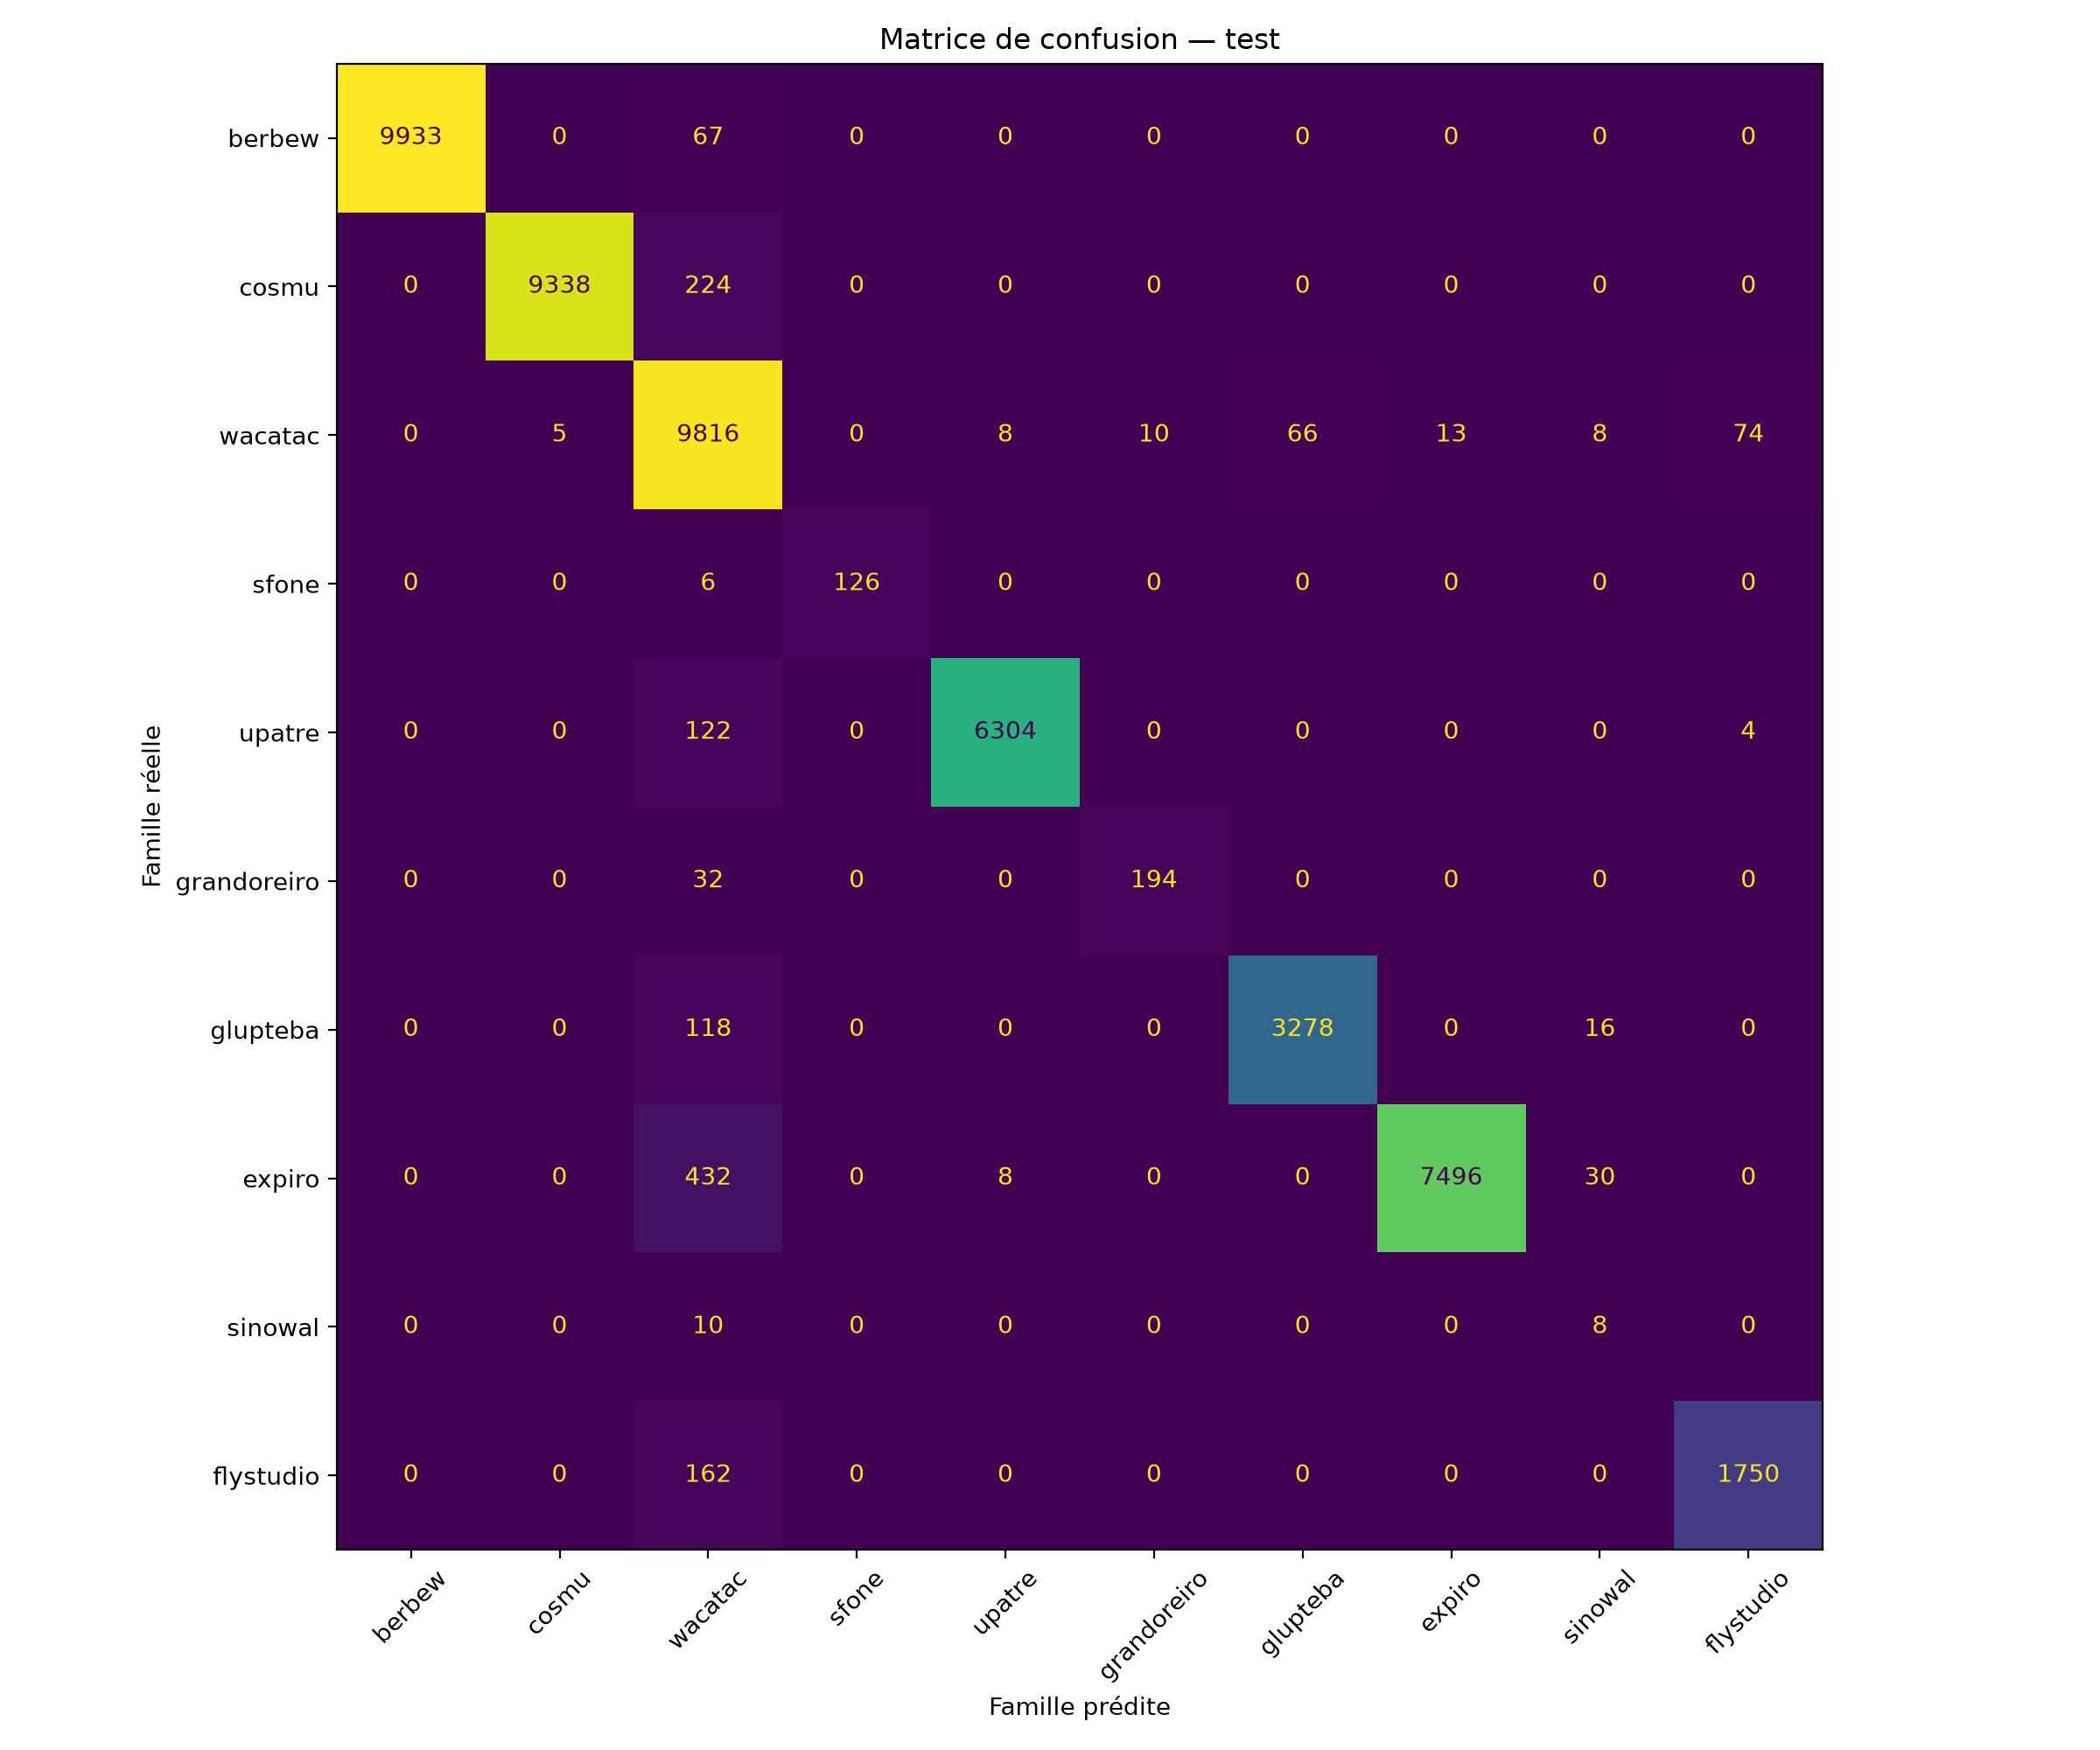 Matrice de confusion — test
Famille réelle
berbew 9933 0 67 0 0 0 0 0 0 0
cosmu 0 9338 224 0 0 0 0 0 0 0
wacatac 0 5 9816 0 8 10 66 13 8 74
sfone 0 0 6 126 0 0 0 0 0 0
upatre 0 0 122 0 6304 0 0 0 0 4
grandoreiro 0 0 32 0 0 194 0 0 0 0
glupteba 0 0 118 0 0 0 3278 0 16 0
expiro 0 0 432 0 8 0 0 7496 30 0
sinowal 0 0 10 0 0 0 0 0 8 0
flystudio 0 0 162 0 0 0 0 0 0 1750
berbew cosmu wacatac sfone upatre grandoreiro glupteba expiro sinowal flystudio
Famille prédite